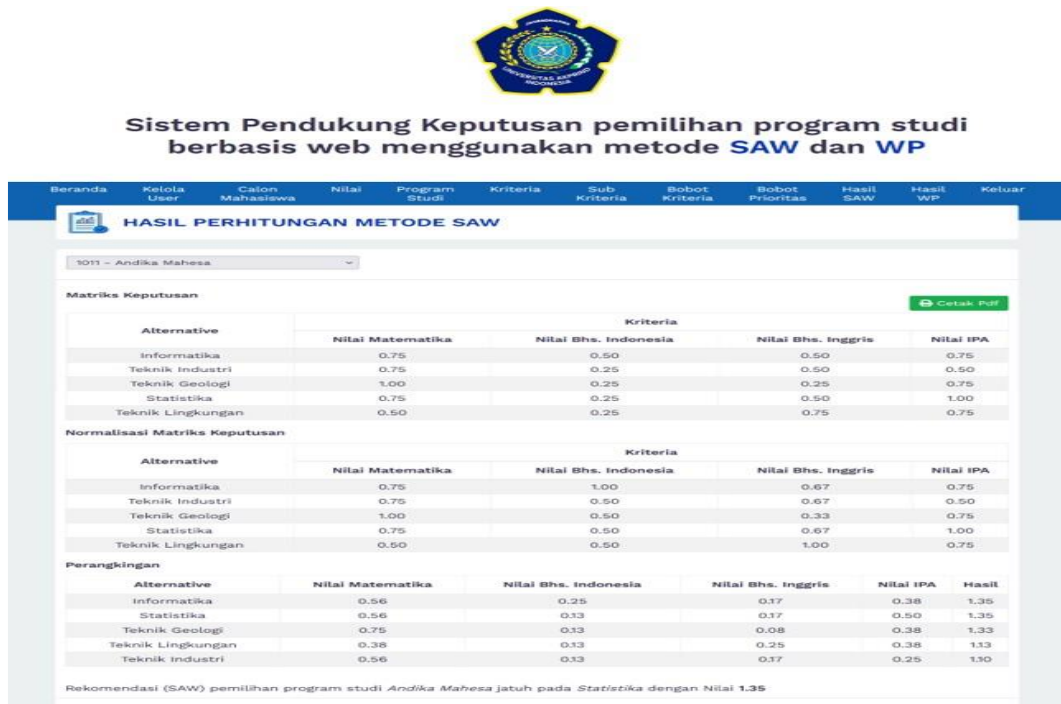 UNIVERSITAS AKPRIND
INDONESIA
Sistem Pendukung Keputusan pemilihan program studi
berbasis web menggunakan metode SAW dan WP
Beranda Kelola User Calon Mahasiswa Nilai Program Studi Kriteria Sub Kriteria Bobot Kriteria Bobot Prioritas Hasil SAW Hasil WP Keluar
HASIL PERHITUNGAN METODE SAW
1011 - Andika Mahesa
Matriks Keputusan
Cetak Pdf
Alternative Kriteria
Nilai Matematika Nilai Bhs. Indonesia Nilai Bhs. Inggris Nilai IPA
Informatika 0.75 0.50 0.50 0.75
Teknik Industri 0.75 0.25 0.50 0.50
Teknik Geologi 1.00 0.25 0.25 0.75
Statistika 0.75 0.25 0.50 1.00
Teknik Lingkungan 0.50 0.25 0.75 0.75
Normalisasi Matriks Keputusan
Alternative Kriteria
Nilai Matematika Nilai Bhs. Indonesia Nilai Bhs. Inggris Nilai IPA
Informatika 0.75 1.00 0.67 0.75
Teknik Industri 0.75 0.50 0.67 0.50
Teknik Geologi 1.00 0.50 0.33 0.75
Statistika 0.75 0.50 0.67 1.00
Teknik Lingkungan 0.50 0.50 1.00 0.75
Perangkingan
Alternative Nilai Matematika Nilai Bhs. Indonesia Nilai Bhs. Inggris Nilai IPA Hasil
Informatika 0.56 0.25 0.17 0.38 1.35
Statistika 0.56 0.13 0.17 0.50 1.35
Teknik Geologi 0.75 0.13 0.08 0.38 1.33
Teknik Lingkungan 0.38 0.13 0.25 0.38 1.13
Teknik Industri 0.56 0.13 0.17 0.25 1.10
Rekomendasi (SAW) pemilihan program studi Andika Mahesa jatuh pada Statistika dengan Nilai 1.35